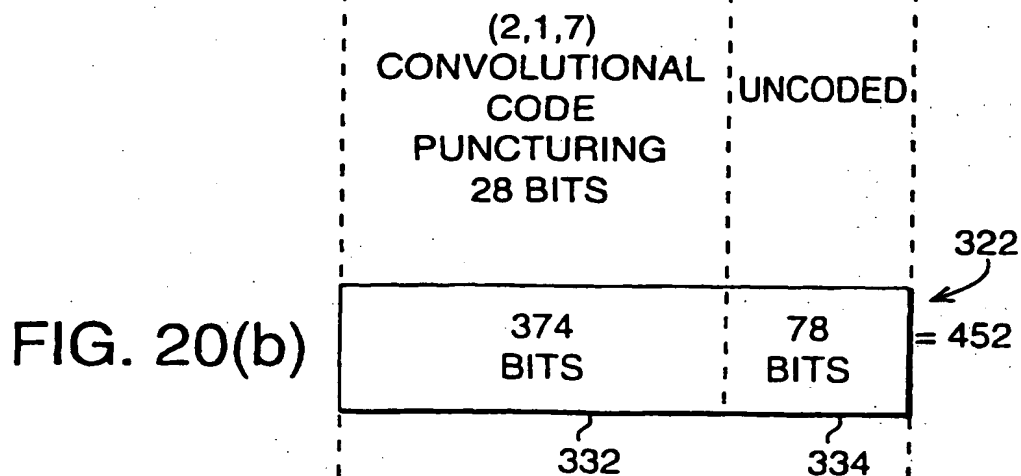 (2,1,7)
CONVOLUTIONAL
CODE
PUNCTURING
28 BITS
UNCODED
322
FIG. 20(b)
374
BITS
78
BITS
= 452
332
334